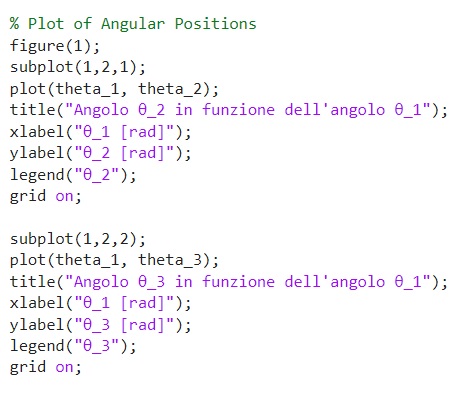 % Plot of Angular Positions
figure(1);
subplot(1,2,1);
plot(theta_1, theta_2);
title("Angolo θ_2 in funzione dell'angolo θ_1");
xlabel("θ_1 [rad]");
ylabel("θ_2 [rad]");
legend("θ_2");
grid on;

subplot(1,2,2);
plot(theta_1, theta_3);
title("Angolo θ_3 in funzione dell'angolo θ_1");
xlabel("θ_1 [rad]");
ylabel("θ_3 [rad]");
legend("θ_3");
grid on;